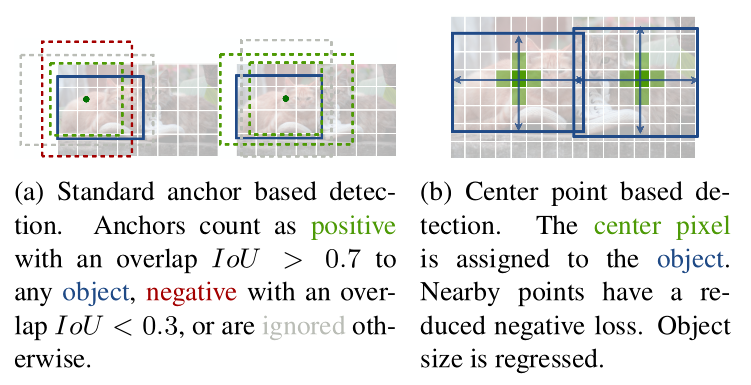 (a) Standard anchor based detec-
tion. Anchors count as positive
with an overlap IoU > 0.7 to
any object, negative with an over-
lap IoU < 0.3, or are ignored oth-
erwise.
(b) Center point based de-
tection. The center pixel
is assigned to the object.
Nearby points have a re-
duced negative loss. Object
size is regressed.